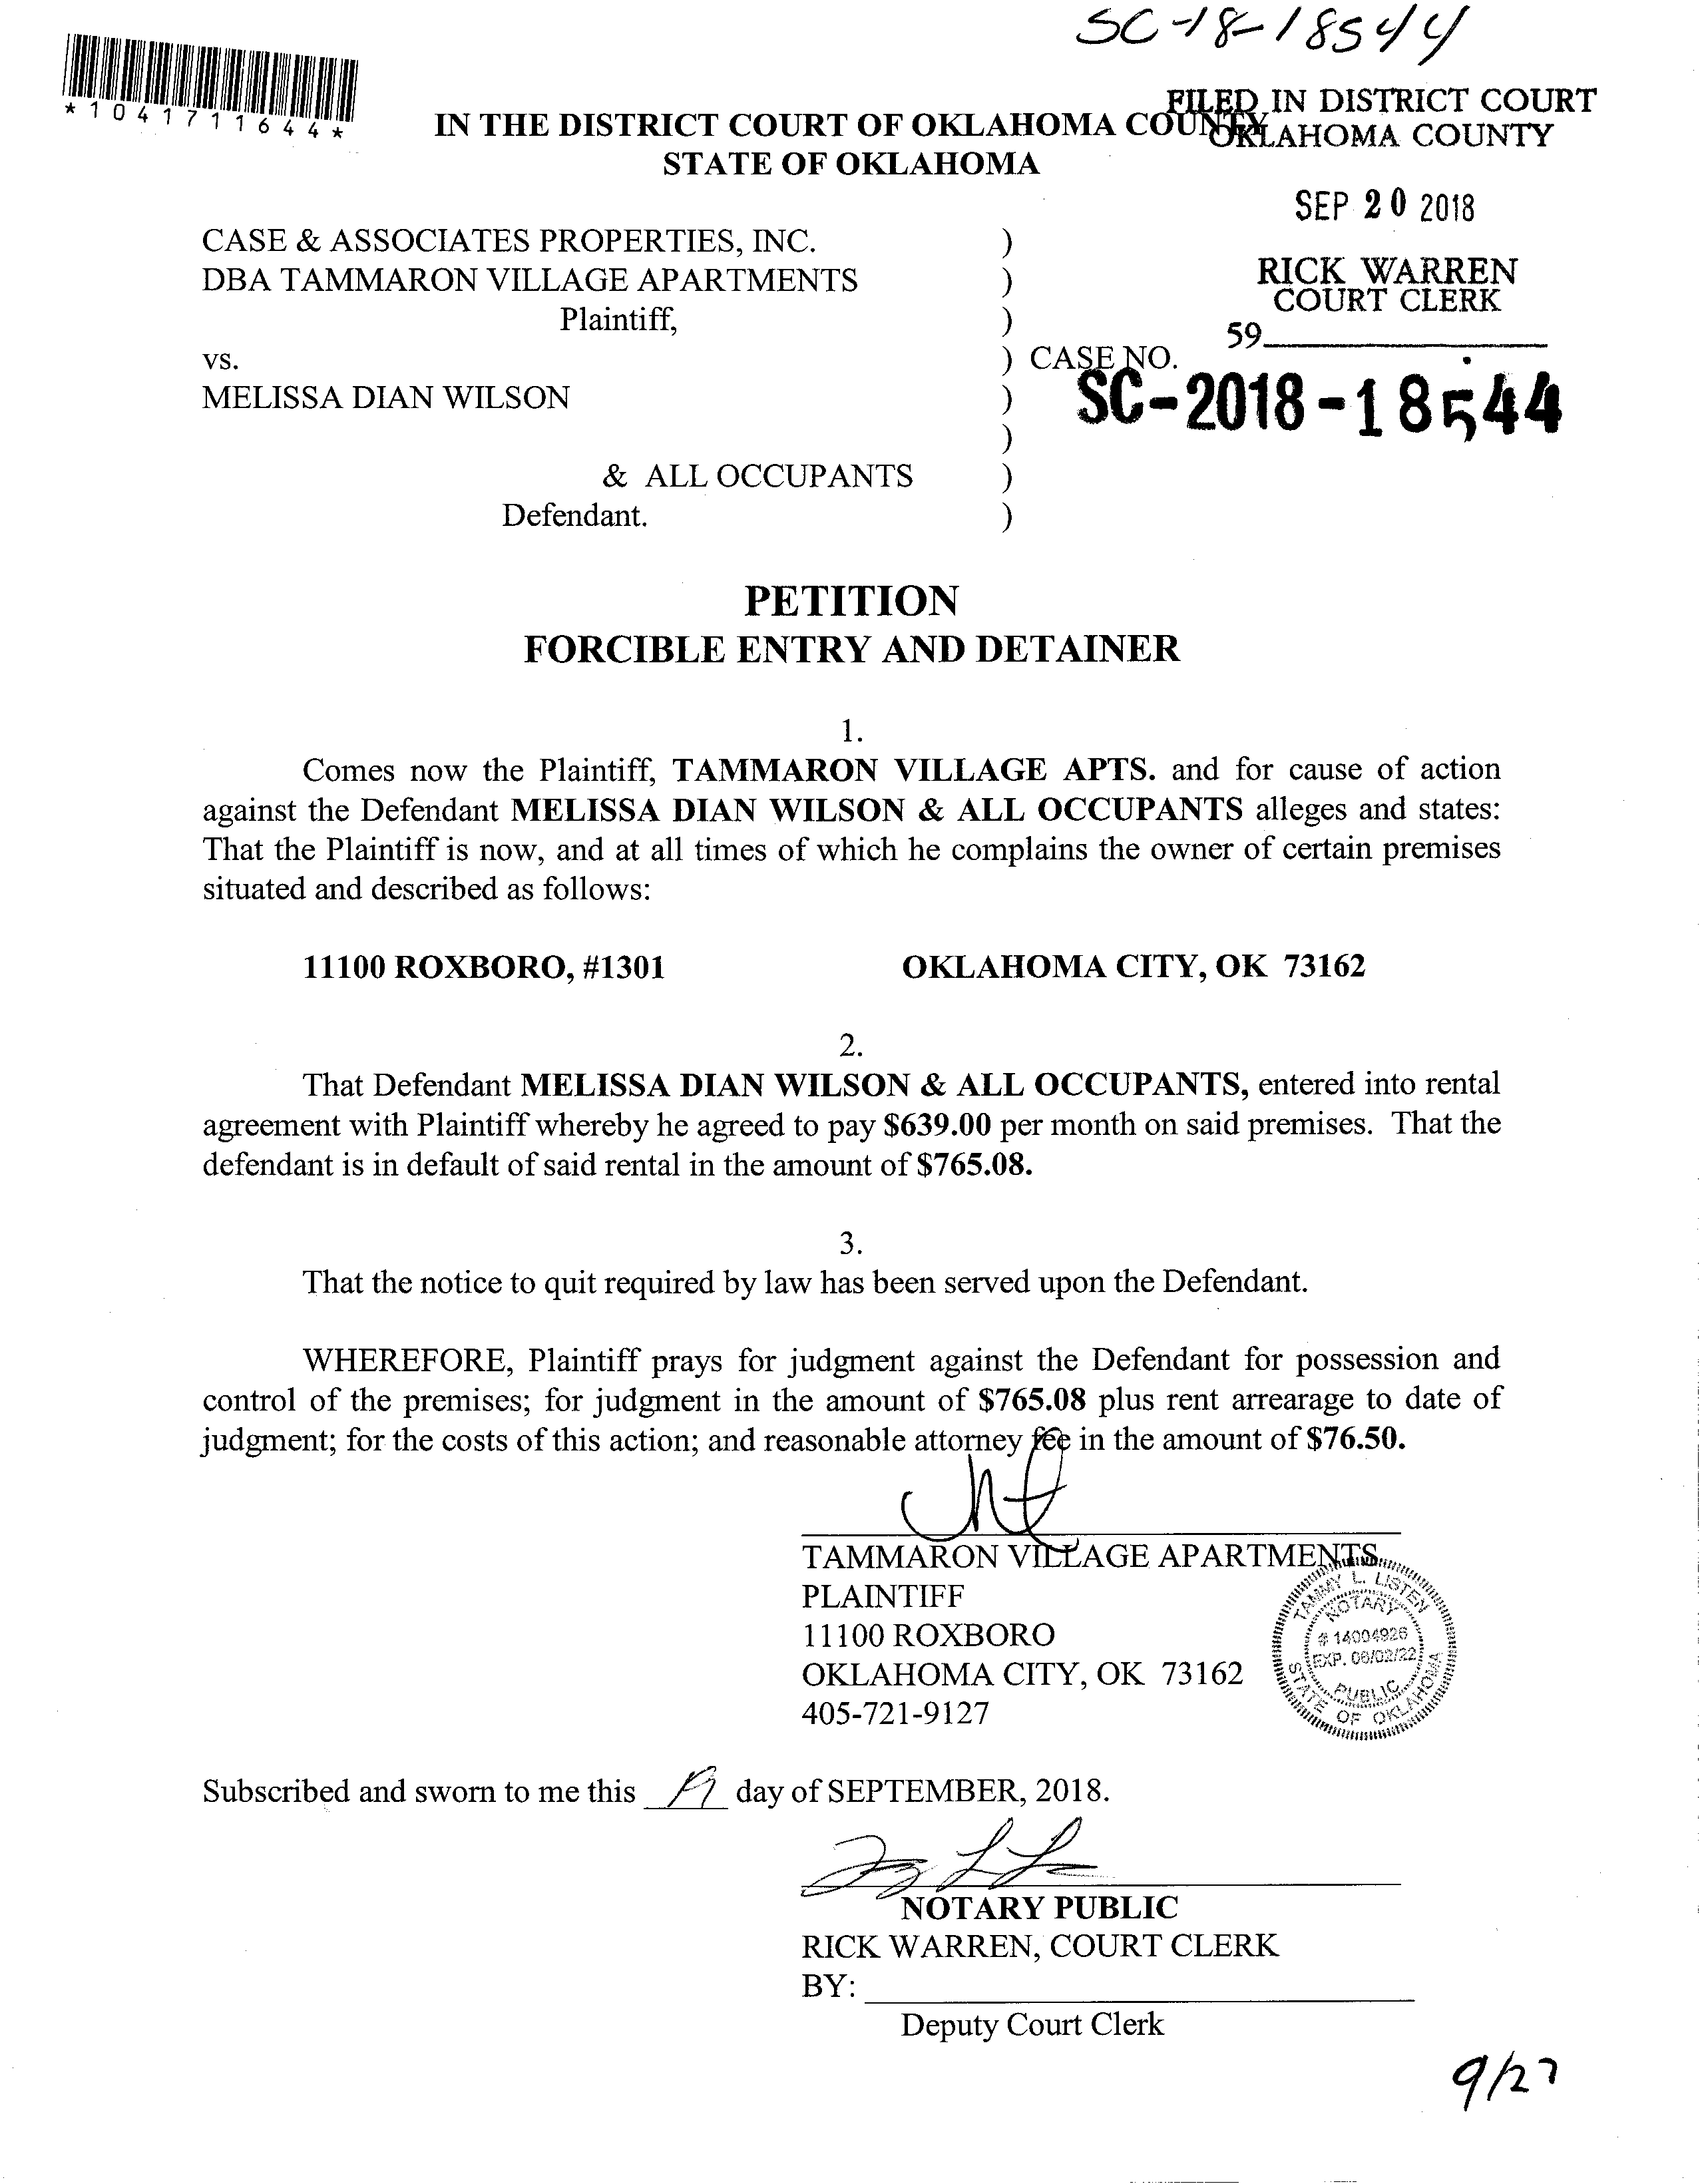 SC-18-18544
*1041711644*
FILED IN DISTRICT COURT
OKLAHOMA COUNTY
IN THE DISTRICT COURT OF OKLAHOMA COUNTY
STATE OF OKLAHOMA
SEP 20 2018
RICK WARREN
COURT CLERK
59
CASE & ASSOCIATES PROPERTIES, INC. )
DBA TAMMARON VILLAGE APARTMENTS )
Plaintiff, )
vs. ) CASE NO.
MELISSA DIAN WILSON ) SC-2018-18544
)
& ALL OCCUPANTS )
Defendant. )
PETITION
FORCIBLE ENTRY AND DETAINER
1.
Comes now the Plaintiff, TAMMARON VILLAGE APTS. and for cause of action
against the Defendant MELISSA DIAN WILSON & ALL OCCUPANTS alleges and states:
That the Plaintiff is now, and at all times of which he complains the owner of certain premises
situated and described as follows:
11100 ROXBORO, #1301 OKLAHOMA CITY, OK 73162
2.
That Defendant MELISSA DIAN WILSON & ALL OCCUPANTS, entered into rental
agreement with Plaintiff whereby he agreed to pay $639.00 per month on said premises. That the
defendant is in default of said rental in the amount of $765.08.
3.
That the notice to quit required by law has been served upon the Defendant.
WHEREFORE, Plaintiff prays for judgment against the Defendant for possession and
control of the premises; for judgment in the amount of $765.08 plus rent arrearage to date of
judgment; for the costs of this action; and reasonable attorney fee in the amount of $76.50.
TAMMARON VILLAGE APARTMENTS
PLAINTIFF
11100 ROXBORO
OKLAHOMA CITY, OK 73162
405-721-9127
TAMMY L. LISTEN
NOTARY
# 14004926
EXP. 06/02/22
PUBLIC
STATE OF OKLAHOMA
Subscribed and sworn to me this 19 day of SEPTEMBER, 2018.
NOTARY PUBLIC
RICK WARREN, COURT CLERK
BY:
Deputy Court Clerk
9/27